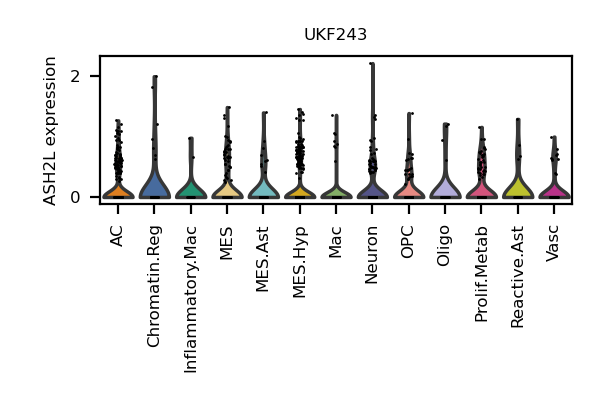 UKF243
ASH2L expression
2
0
AC
Chromatin.Reg
Inflammatory.Mac
MES
MES.Ast
MES.Hyp
Mac
Neuron
OPC
Oligo
Prolif.Metab
Reactive.Ast
Vasc